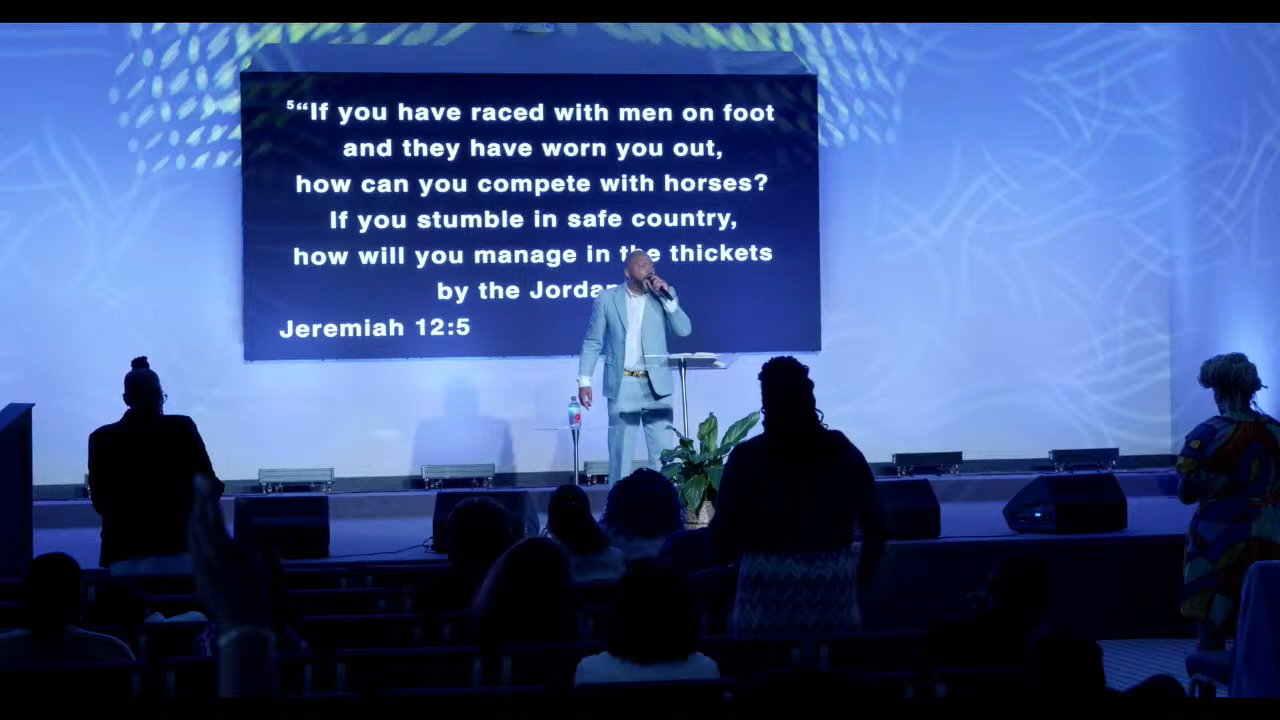 ⁵“If you have raced with men on foot
and they have worn you out,
how can you compete with horses?
If you stumble in safe country,
how will you manage in the thickets
by the
Jeremiah 12:5